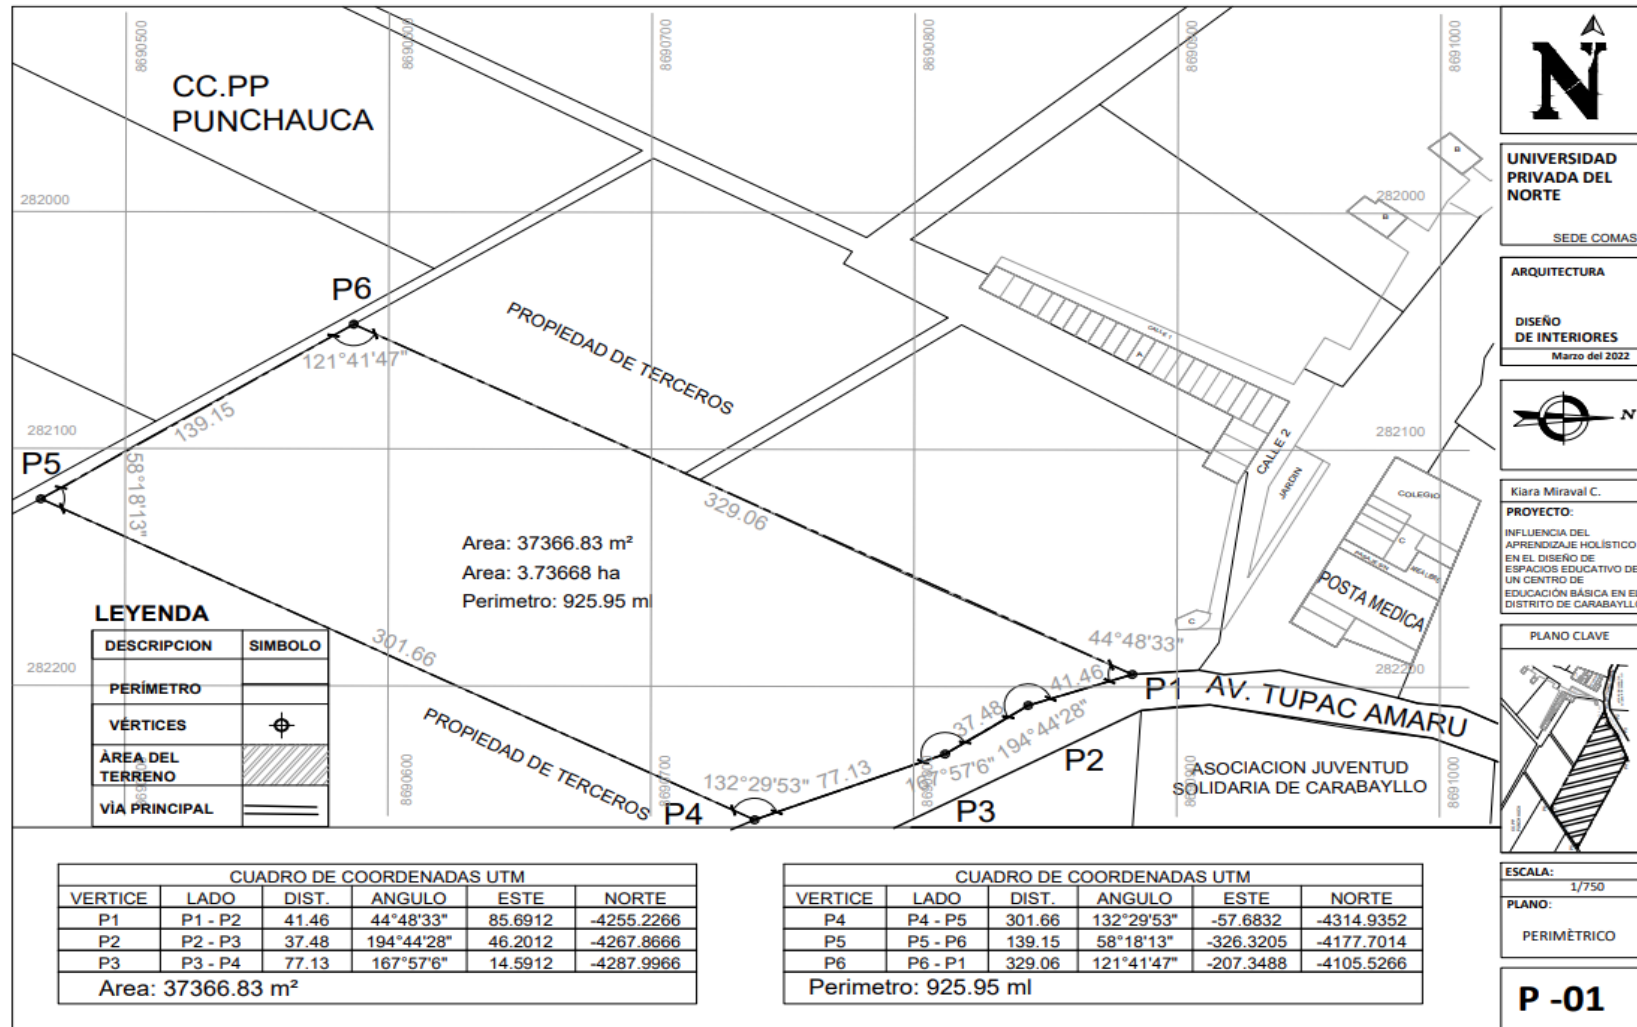 8690500
8690600
8690700
8690800
8690900
8691000
CC.PP
PUNCHAUCA
282000
282000
P6
121°41'47"
139.15
PROPIEDAD DE TERCEROS
CALLE 1
A
B
B
282100
282100
P5
58°18'13"
329.06
CALLE 2
JARDIN
COLEGIO
C
AREA LIBRE
POSTA MEDICA
C
Area: 37366.83 m²
Area: 3.73668 ha
Perimetro: 925.95 ml
301.66
44°48'33"
282200
282200
41.46
P1
AV. TUPAC AMARU
37.48
194°44'28"
P2
167°57'6"
P3
77.13
132°29'53"
P4
PROPIEDAD DE TERCEROS
ASOCIACION JUVENTUD
SOLIDARIA DE CARABAYLLO
8690600
8690700
8690900
8691000
LEYENDA
DESCRIPCION SIMBOLO
PERÍMETRO
VÉRTICES
ÀREA DEL
TERRENO
VÌA PRINCIPAL
CUADRO DE COORDENADAS UTM
VERTICE LADO DIST. ANGULO ESTE NORTE
P1 P1 - P2 41.46 44°48'33" 85.6912 -4255.2266
P2 P2 - P3 37.48 194°44'28" 46.2012 -4267.8666
P3 P3 - P4 77.13 167°57'6" 14.5912 -4287.9966
Area: 37366.83 m²
CUADRO DE COORDENADAS UTM
VERTICE LADO DIST. ANGULO ESTE NORTE
P4 P4 - P5 301.66 132°29'53" -57.6832 -4314.9352
P5 P5 - P6 139.15 58°18'13" -326.3205 -4177.7014
P6 P6 - P1 329.06 121°41'47" -207.3488 -4105.5266
Perimetro: 925.95 ml
N
UNIVERSIDAD
PRIVADA DEL
NORTE
SEDE COMAS
ARQUITECTURA
DISEÑO
DE INTERIORES
Marzo del 2022
N
Kiara Miraval C.
PROYECTO:
INFLUENCIA DEL
APRENDIZAJE HOLÍSTICO
EN EL DISEÑO DE
ESPACIOS EDUCATIVO DE
UN CENTRO DE
EDUCACIÓN BÁSICA EN EL
DISTRITO DE CARABAYLLO
PLANO CLAVE
ESCALA:
1/750
PLANO:
PERIMÈTRICO
P -01